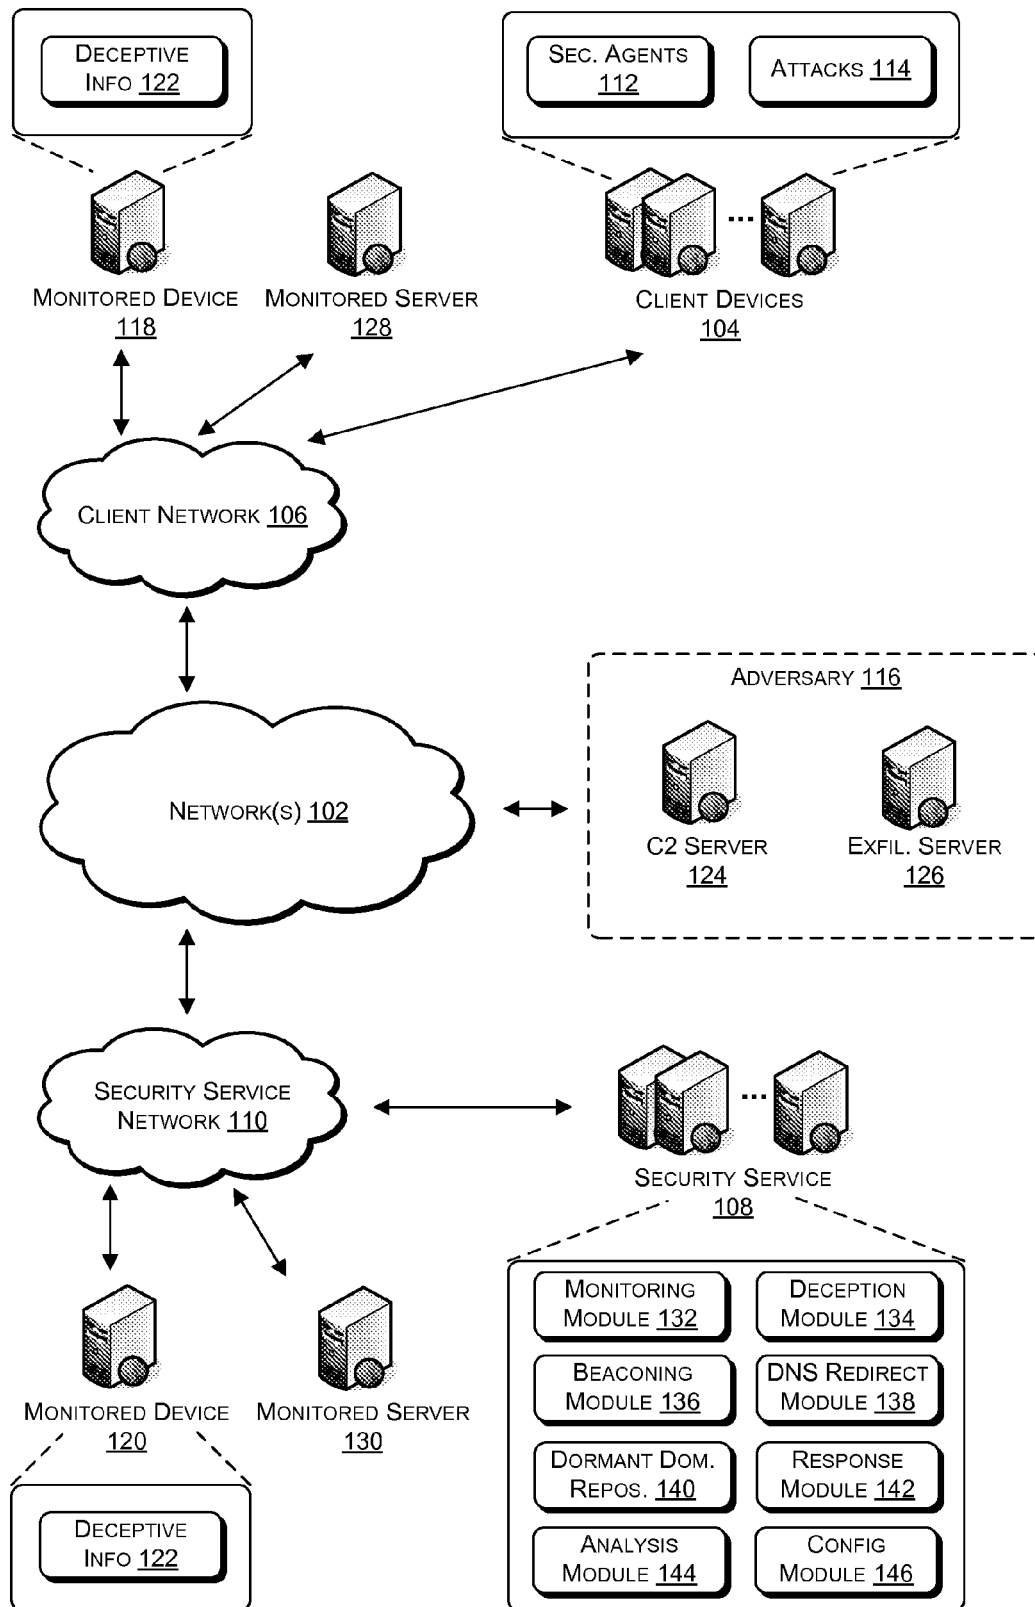 DECEPTIVE
INFO 122
SEC. AGENTS
112
ATTACKS 114
MONITORED DEVICE
118
MONITORED SERVER
128
CLIENT DEVICES
104
CLIENT NETWORK 106
ADVERSARY 116
NETWORK(S) 102
C2 SERVER
124
EXFIL. SERVER
126
SECURITY SERVICE
NETWORK 110
SECURITY SERVICE
108
MONITORED DEVICE
120
MONITORED SERVER
130
DECEPTIVE
INFO 122
MONITORING
MODULE 132
DECEPTION
MODULE 134
BEACONING
MODULE 136
DNS REDIRECT
MODULE 138
DORMANT DOM.
REPOS. 140
RESPONSE
MODULE 142
ANALYSIS
MODULE 144
CONFIG
MODULE 146